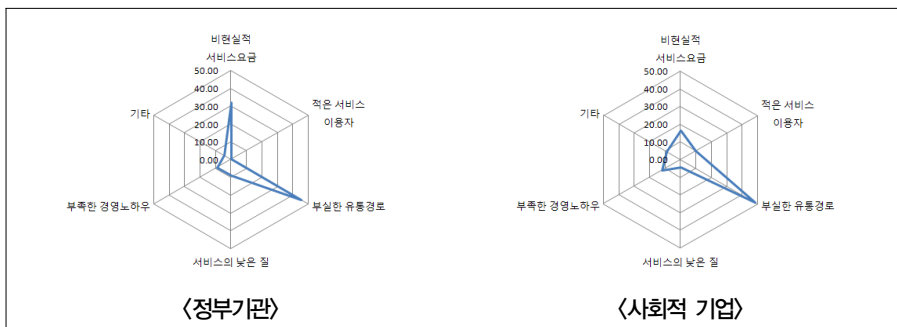 비현실적
서비스요금
50.00
40.00
30.00
20.00
10.00
0.00
적은 서비스
이용자
부실한 유통경로
서비스의 낮은 질
부족한 경영노하우
기타
〈정부기관〉
비현실적
서비스요금
50.00
40.00
30.00
20.00
10.00
0.00
적은 서비스
이용자
부실한 유통경로
서비스의 낮은 질
부족한 경영노하우
기타
〈사회적 기업〉